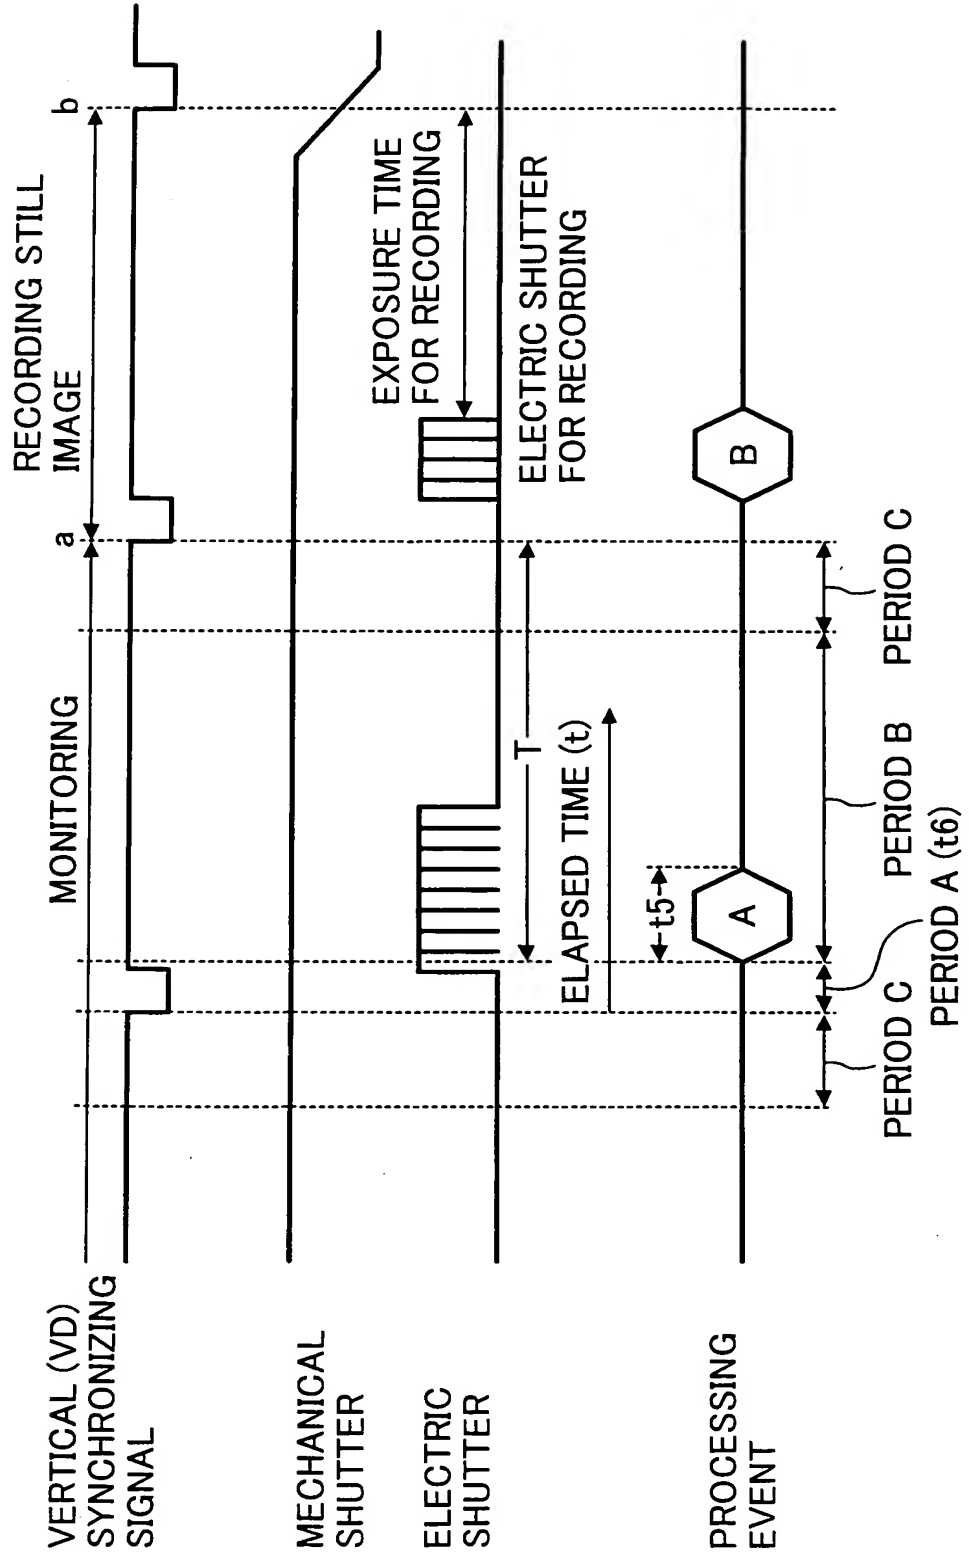 RECORDING STILL
IMAGE
MONITORING
a
b
VERTICAL (VD)
SYNCHRONIZING
SIGNAL
MECHANICAL
SHUTTER
EXPOSURE TIME
FOR RECORDING
ELECTRIC
SHUTTER
T
ELECTRIC SHUTTER
FOR RECORDING
ELAPSED TIME (t)
t5
PROCESSING
EVENT
A
B
PERIOD C
PERIOD B
PERIOD C
PERIOD A (t6)